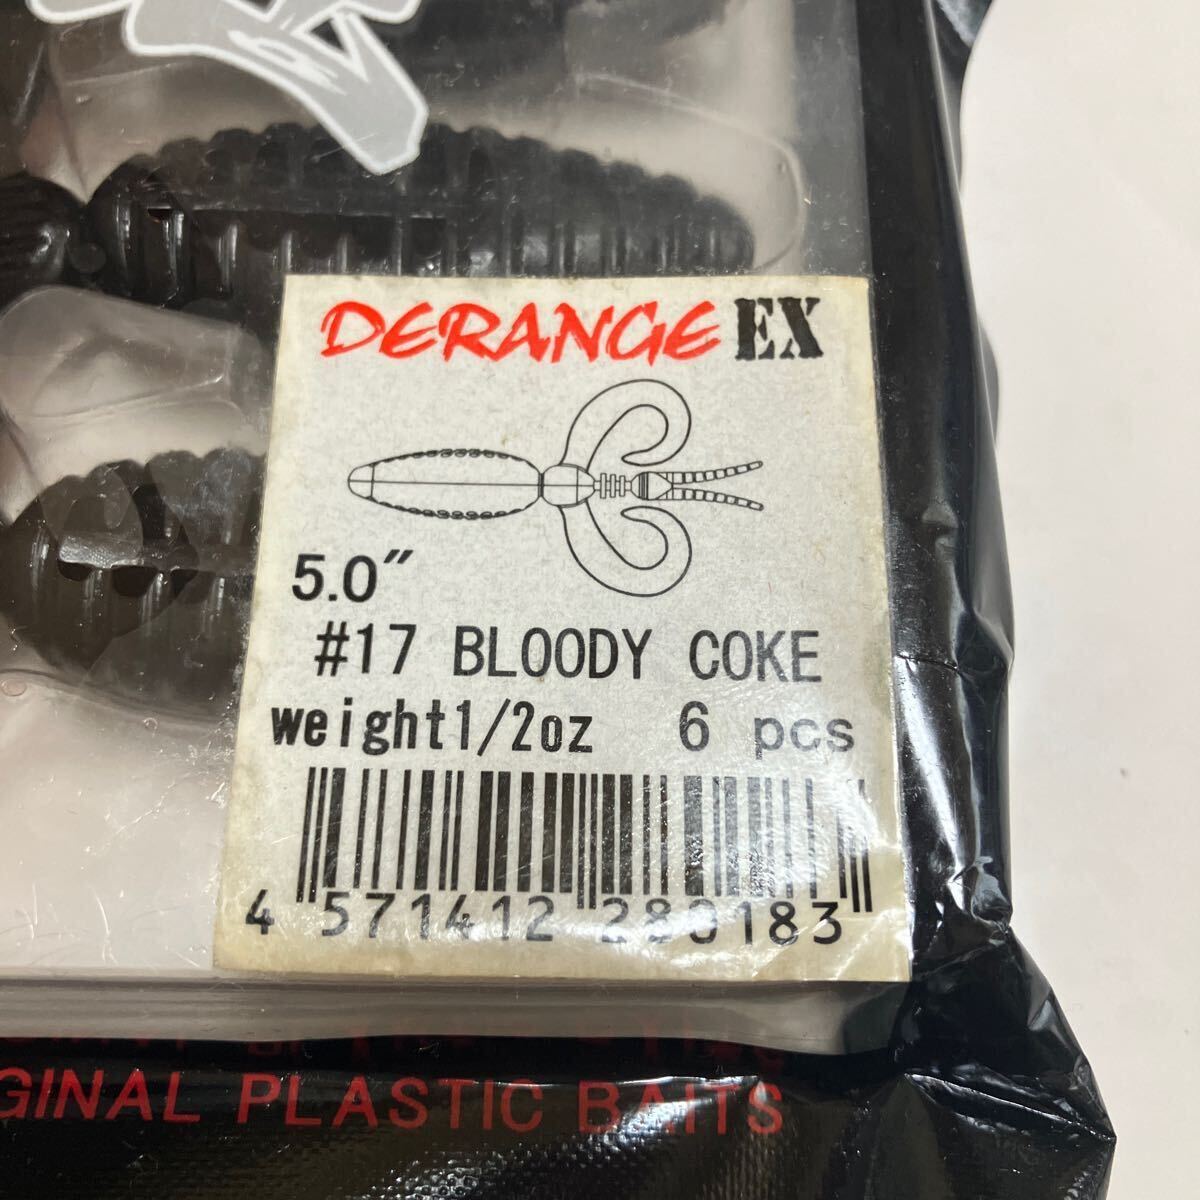 DERANGE EX
5.0"
#17 BLOODY COKE
weight1/2oz 6 pcs
4 571412 280183
GINAL PLASTIC BAITS